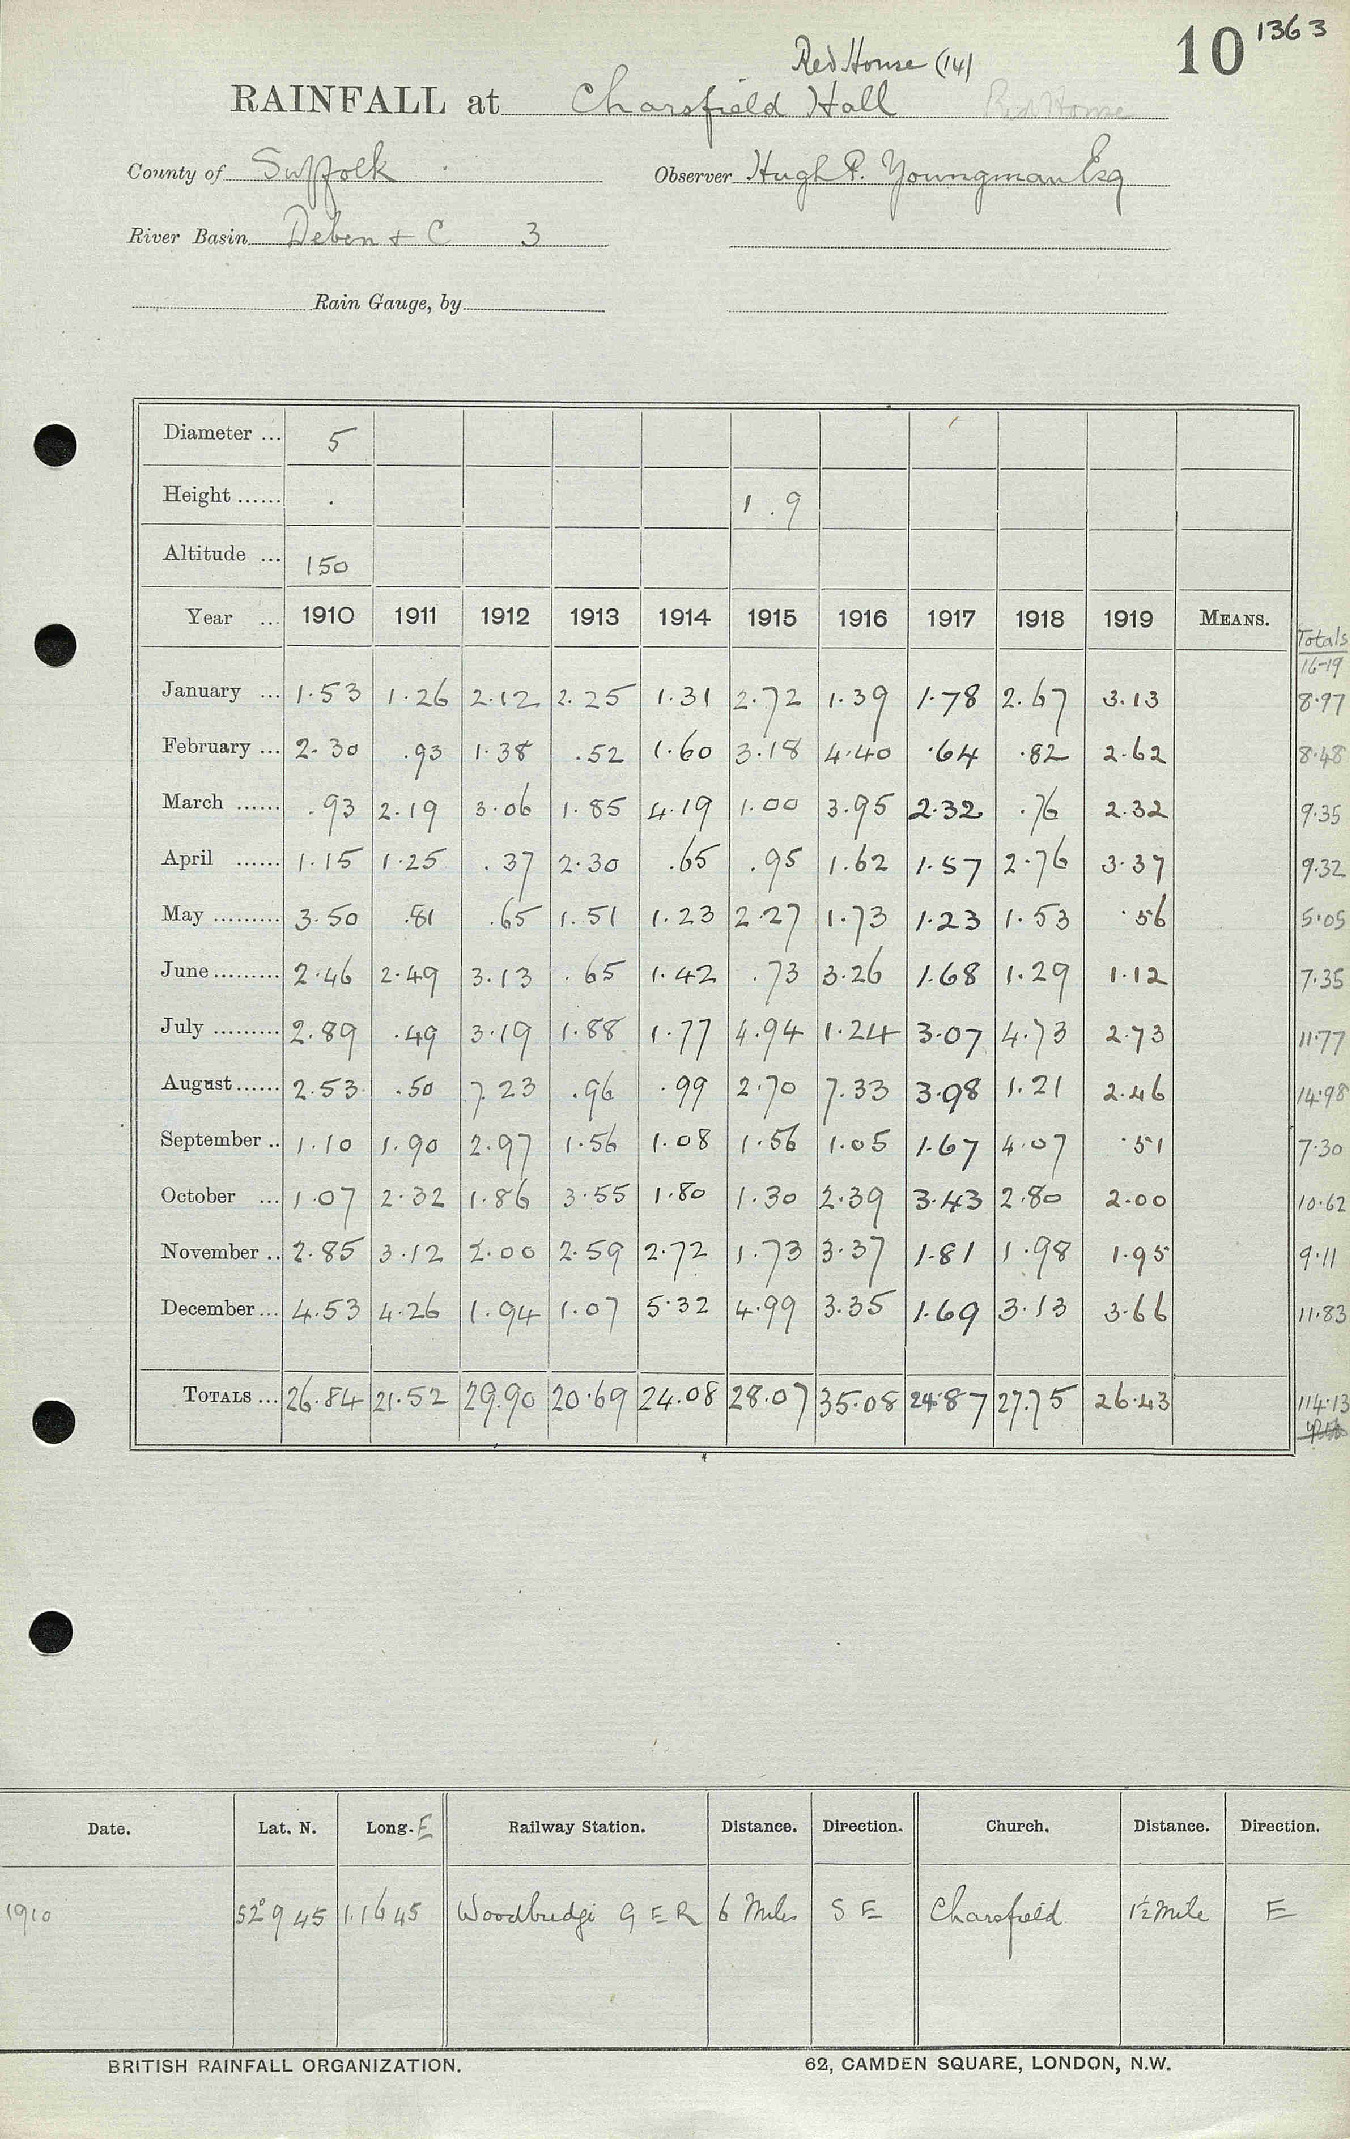 10 1363
Red House (14)
RAINFALL at Charsfield Hall Red House
County of Suffolk Observer Hugh P. Youngman Esq
River Basin Deben & C 3
Rain Gauge, by
Diameter ... 5
Height ...... 1.9
Altitude ... 150
Year ... 1910 1911 1912 1913 1914 1915 1916 1917 1918 1919 MEANS. Totals 16-19
January ... 1.53 1.26 2.12 2.25 1.31 2.72 1.39 1.78 2.67 3.13 8.97
February ... 2.30 .93 1.38 .52 1.60 3.18 4.40 .64 .82 2.62 8.48
March ...... .93 2.19 3.06 1.85 4.19 1.00 3.95 2.32 .76 2.32 9.35
April ...... 1.15 1.25 .37 2.30 .65 .95 1.62 1.57 2.76 3.37 9.32
May ......... 3.50 .81 .65 1.51 1.23 2.27 1.73 1.23 1.53 .56 5.05
June ......... 2.46 2.49 3.13 .65 1.42 .73 3.26 1.68 1.29 1.12 7.35
July ......... 2.89 .49 3.19 1.88 1.77 4.94 1.24 3.07 4.73 2.73 11.77
August ...... 2.53 .50 7.23 .96 .99 2.70 7.33 3.98 1.21 2.46 14.98
September .. 1.10 1.90 2.97 1.56 1.08 1.56 1.05 1.67 4.07 .51 7.30
October ... 1.07 2.32 1.86 3.55 1.80 1.30 2.39 3.43 2.80 2.00 10.62
November .. 2.85 3.12 2.00 2.59 2.72 1.73 3.37 1.81 1.98 1.95 9.11
December ... 4.53 4.26 1.94 1.07 5.32 4.99 3.35 1.69 3.13 3.66 11.83
TOTALS ... 26.84 21.52 29.90 20.69 24.08 28.07 35.08 24.87 27.75 26.43 114.13
Date. Lat. N. Long. E Railway Station. Distance. Direction. Church. Distance. Direction.
1910 52° 9 45 1.16 45 Woodbridge G E R 6 Miles S E Charsfield 1½ Mile E
BRITISH RAINFALL ORGANIZATION. 62, CAMDEN SQUARE, LONDON, N.W.